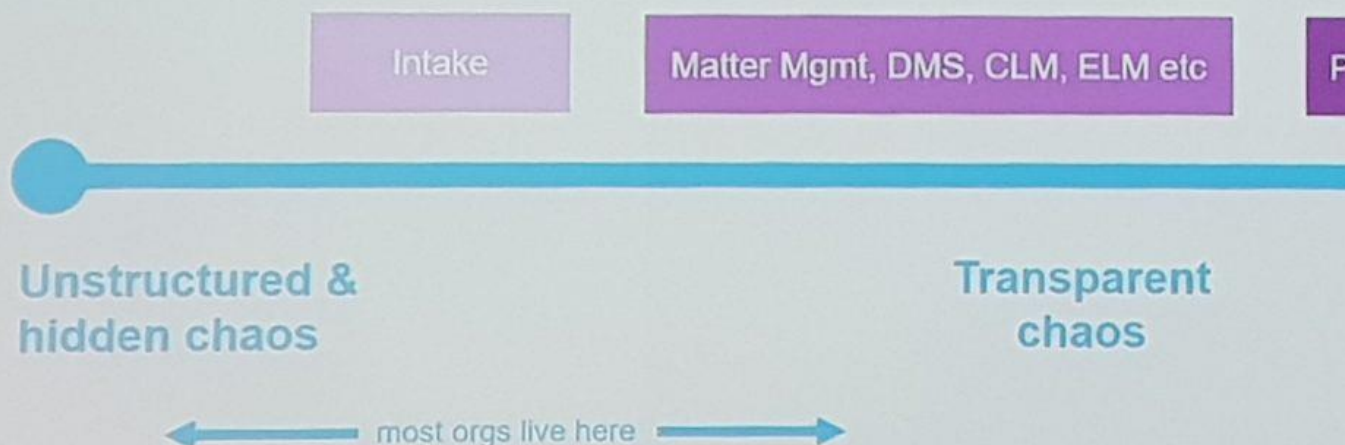 Intake
Matter Mgmt, DMS, CLM, ELM etc
P
Unstructured &
hidden chaos
Transparent
chaos
most orgs live here